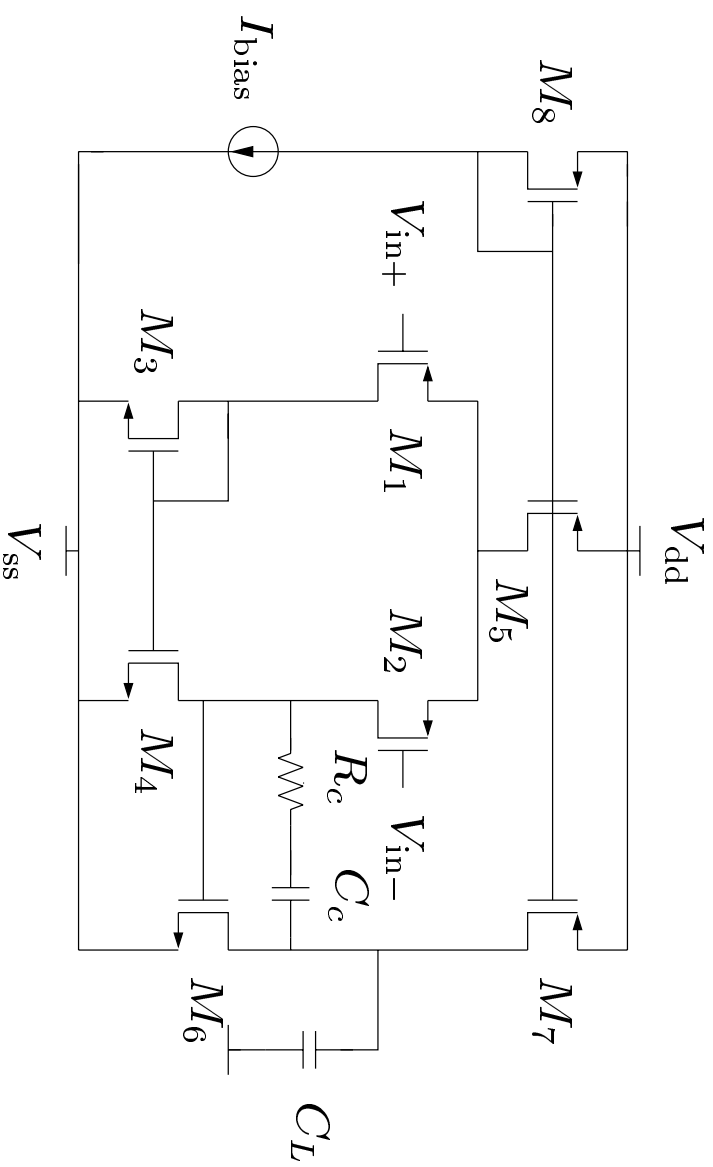 I_bias
M_8
V_in+
M_3
M_1
V_dd
V_ss
M_5
M_2
M_4
R_c
V_in−
C_c
M_6
M_7
C_L